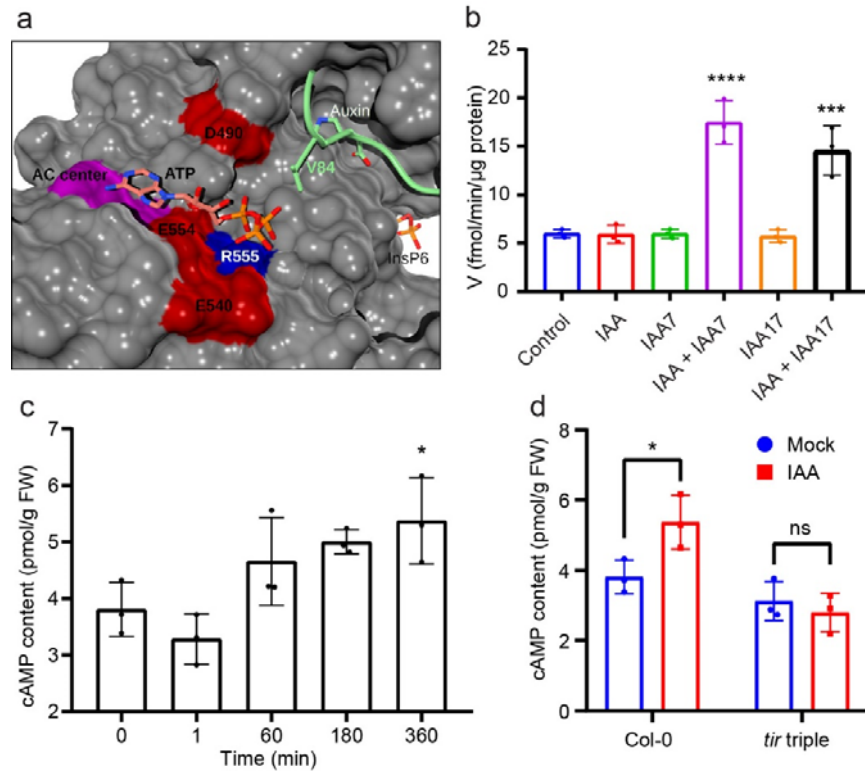 a
D490
Auxin
V84
AC center
ATP
E554
R555
InsP6
E540
b
V (fmol/min/µg protein)
25
20
15
10
5
0
****
***
Control
IAA
IAA7
IAA + IAA7
IAA17
IAA + IAA17
c
cAMP content (pmol/g FW)
7
6
5
4
3
2
*
0 1 60 180 360
Time (min)
d
cAMP content (pmol/g FW)
8
6
4
2
0
Mock
IAA
*
ns
Col-0 tir triple